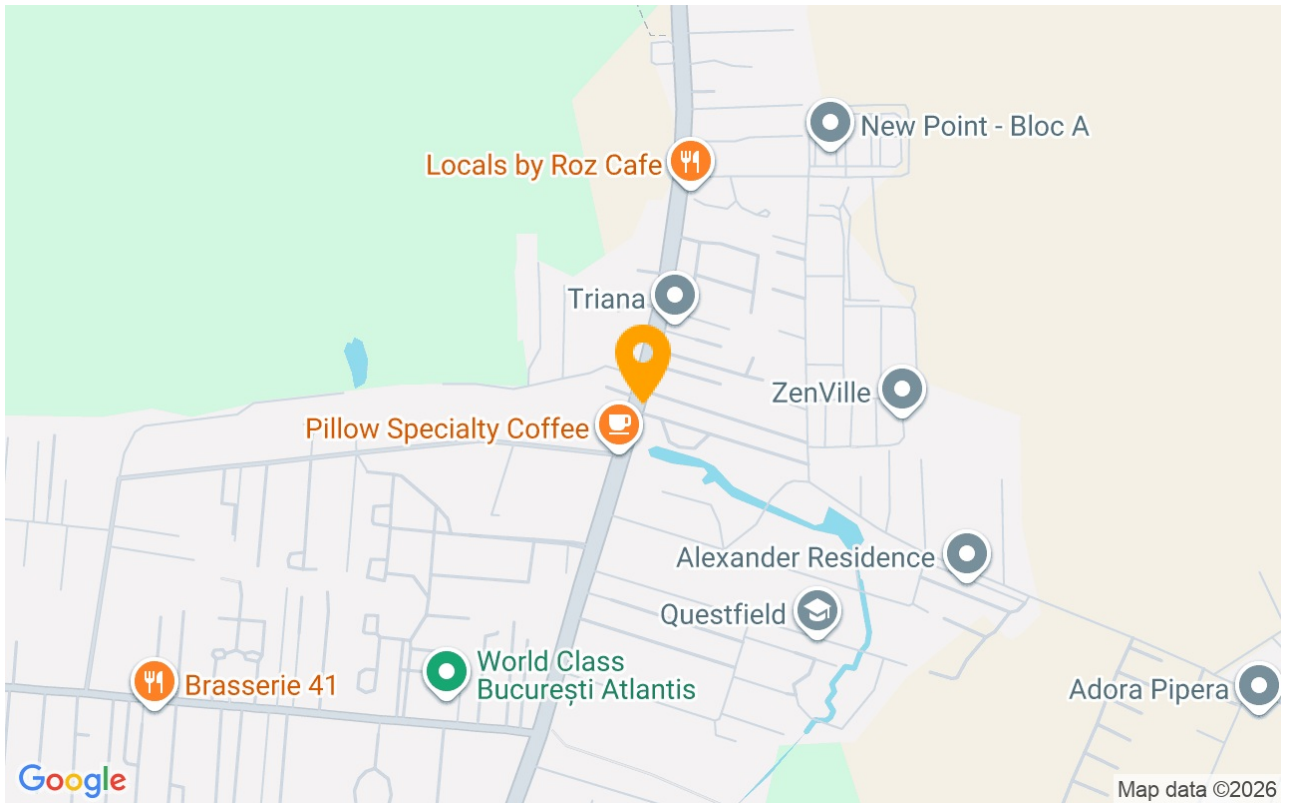 New Point - Bloc A
Locals by Roz Cafe
Triana
ZenVille
Pillow Specialty Coffee
Alexander Residence
Questfield
World Class
București Atlantis
Brasserie 41
Adora Pipera
Google
Map data ©2026